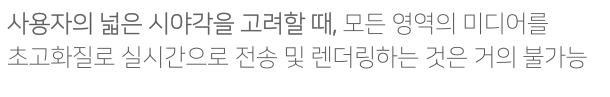 사용자의 넓은 시야각을 고려할 때, 모든 영역의 미디어를
초고화질로 실시간으로 전송 및 렌더링하는 것은 거의 불가능